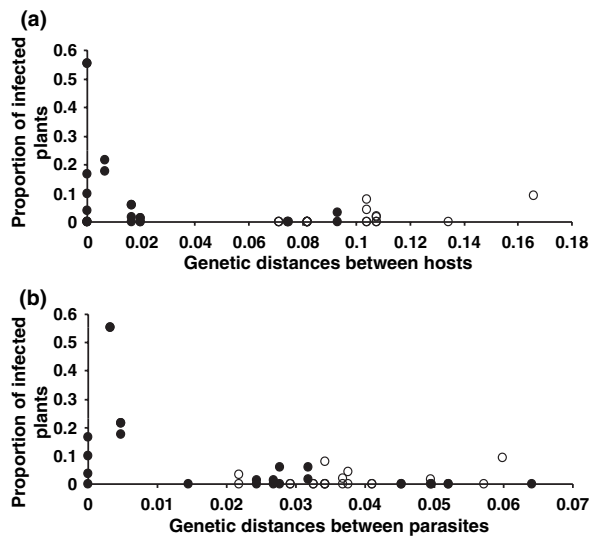 (a)
Proportion of infected
plants
0.6
0.5
0.4
0.3
0.2
0.1
0
0 0.02 0.04 0.06 0.08 0.1 0.12 0.14 0.16 0.18
Genetic distances between hosts
(b)
Proportion of infected
plants
0.6
0.5
0.4
0.3
0.2
0.1
0
0 0.01 0.02 0.03 0.04 0.05 0.06 0.07
Genetic distances between parasites